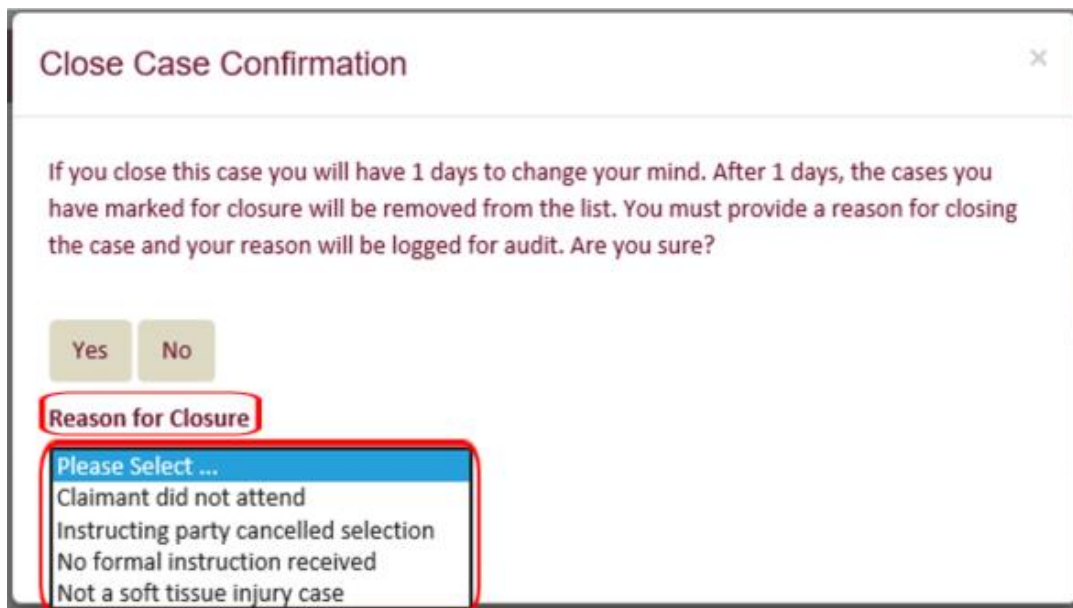 Close Case Confirmation
×
If you close this case you will have 1 days to change your mind. After 1 days, the cases you
have marked for closure will be removed from the list. You must provide a reason for closing
the case and your reason will be logged for audit. Are you sure?
Yes No
Reason for Closure
Please Select ...
Claimant did not attend
Instructing party cancelled selection
No formal instruction received
Not a soft tissue injury case